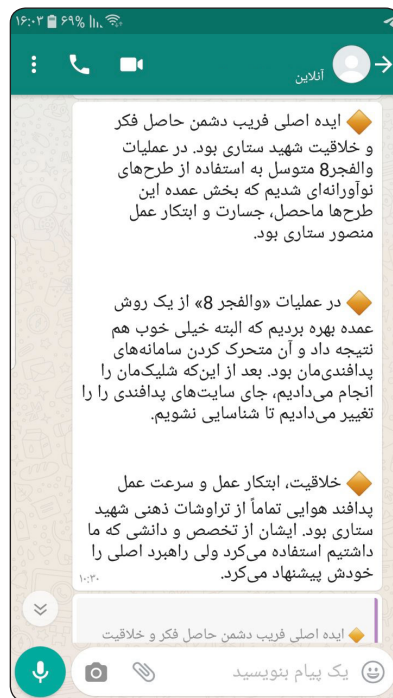 ۱۶:۰۳ ۶۹%
آنلاین
ایده اصلی فریب دشمن حاصل فکر
و خلاقیت شهید ستاری بود. در عملیات
والفجر8 متوسل به استفاده از طرح‌های
نوآورانه‌ای شدیم که بخش عمده این
طرح‌ها ماحصل، جسارت و ابتکار عمل
منصور ستاری بود.
در عملیات «والفجر 8» از یک روش
عمده بهره بردیم که البته خیلی خوب هم
نتیجه داد و آن متحرک کردن سامانه‌های
پدافندی‌مان بود. بعد از این‌که شلیک‌مان را
انجام می‌دادیم، جای سایت‌های پدافندی را را
تغییر می‌دادیم تا شناسایی نشویم.
خلاقیت، ابتکار عمل و سرعت عمل
پدافند هوایی تماماً از تراوشات ذهنی شهید
ستاری بود. ایشان از تخصص و دانشی که ما
داشتیم استفاده می‌کرد ولی راهبرد اصلی را
خودش پیشنهاد می‌کرد.
۱۰:۳۰
ایده اصلی فریب دشمن حاصل فکر و خلاقیت
یک پیام بنویسید